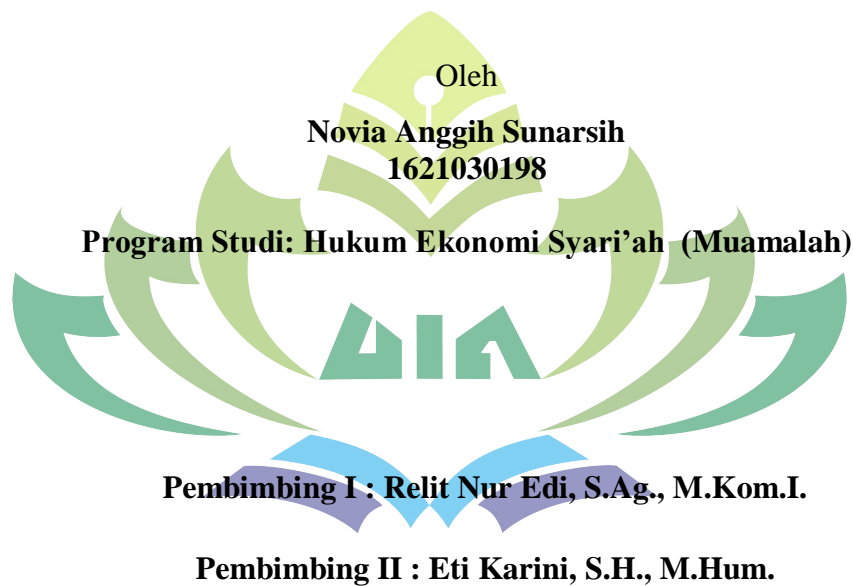 Oleh
Novia Anggih Sunarsih
1621030198
Program Studi: Hukum Ekonomi Syari’ah (Muamalah)
UIN
Pembimbing I : Relit Nur Edi, S.Ag., M.Kom.I.
Pembimbing II : Eti Karini, S.H., M.Hum.